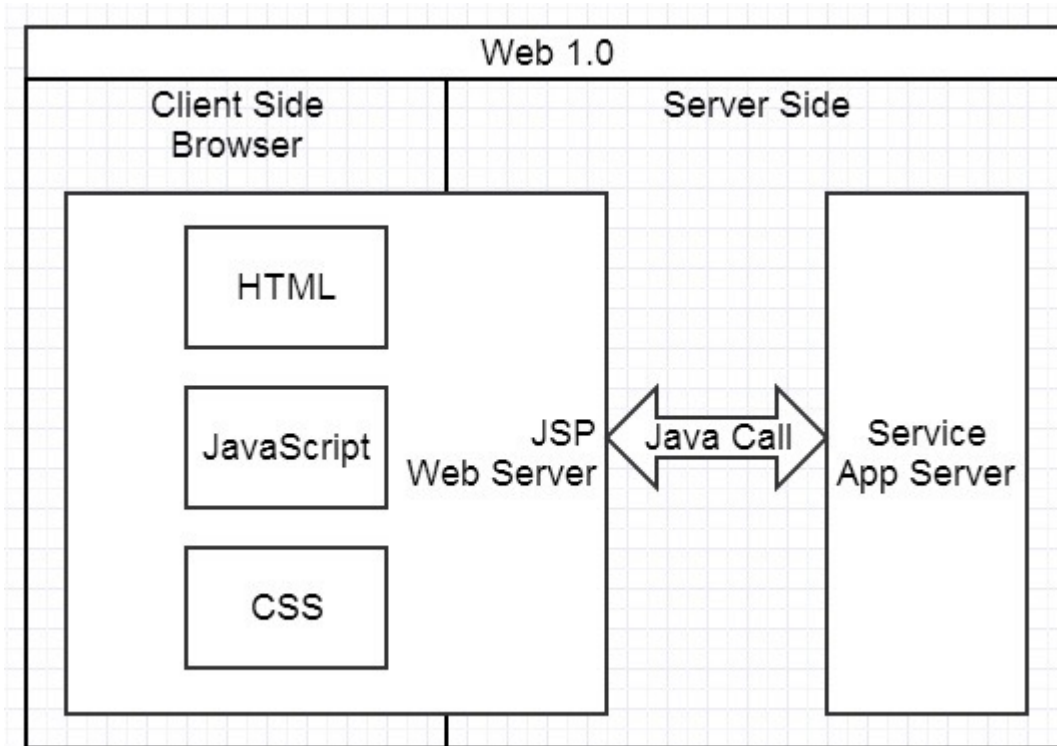 Web 1.0
Client Side
Browser
Server Side
HTML
JavaScript
CSS
JSP
Web Server
Java Call
Service
App Server